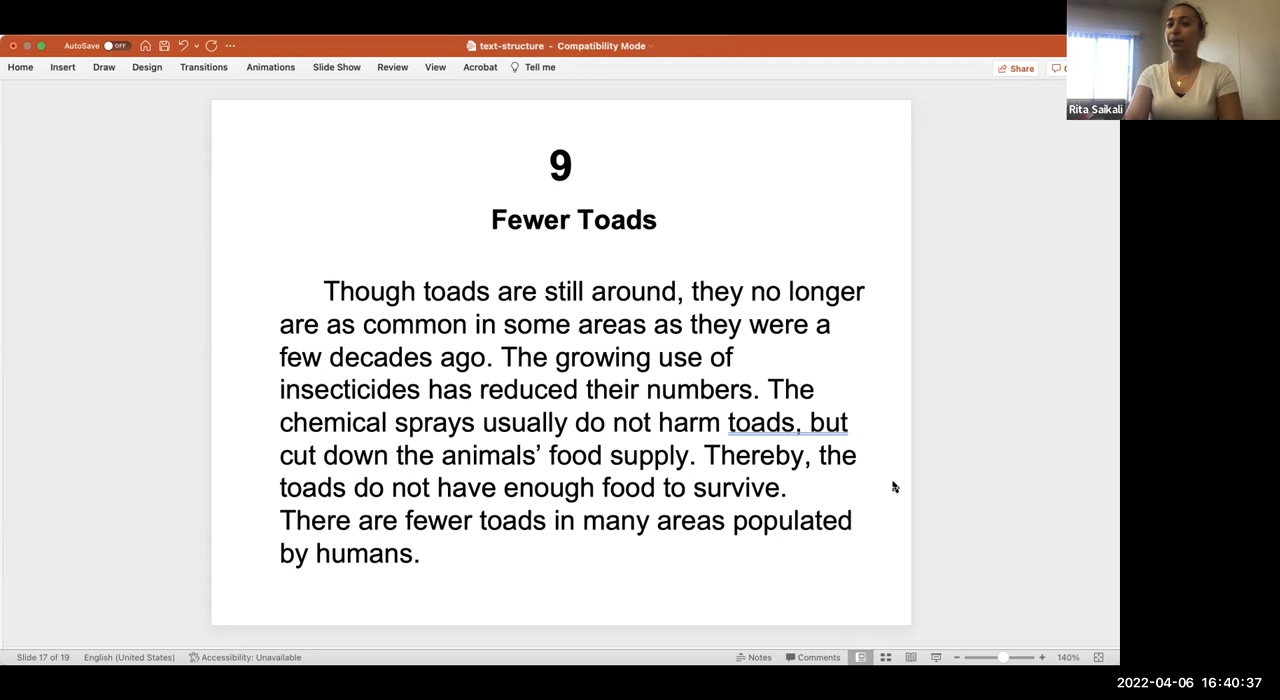 AutoSave OFF
text-structure - Compatibility Mode
Home Insert Draw Design Transitions Animations Slide Show Review View Acrobat Tell me
Share
Rita Saikali
9
Fewer Toads
Though toads are still around, they no longer
are as common in some areas as they were a
few decades ago. The growing use of
insecticides has reduced their numbers. The
chemical sprays usually do not harm toads, but
cut down the animals’ food supply. Thereby, the
toads do not have enough food to survive.
There are fewer toads in many areas populated
by humans.
Slide 17 of 19 English (United States) Accessibility: Unavailable Notes Comments 140%
2022-04-06 16:40:37